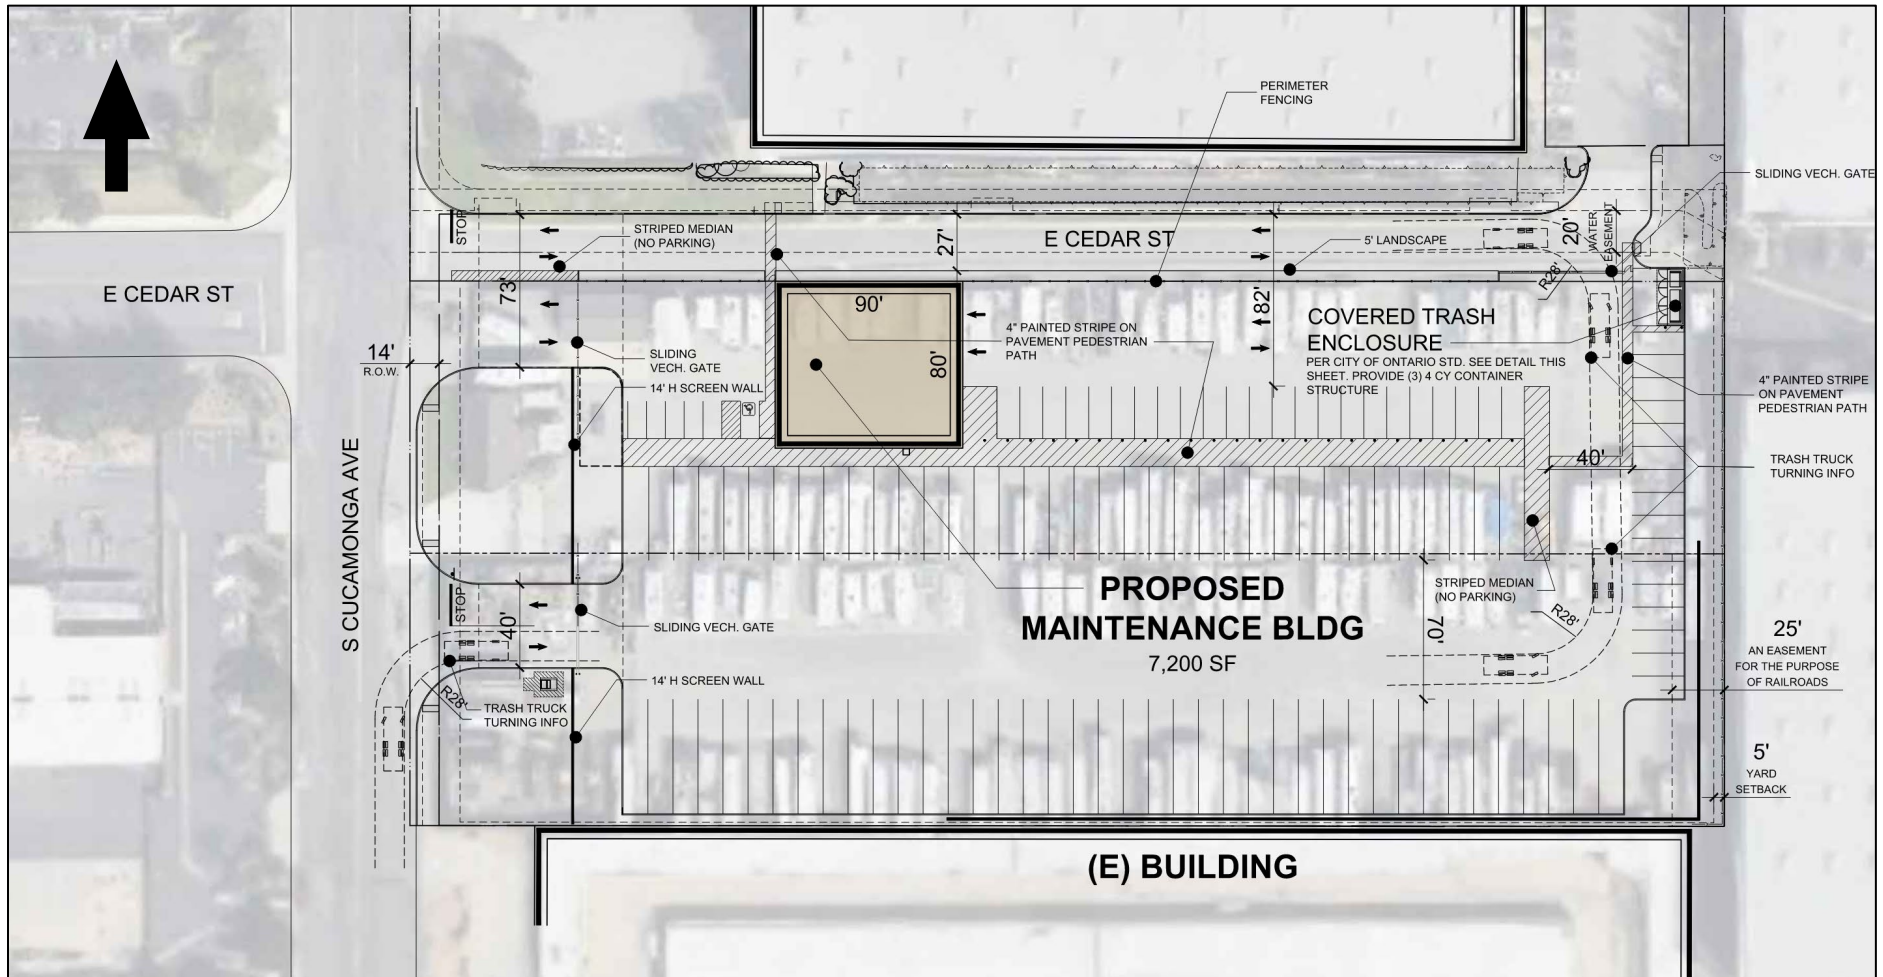 PERIMETER
FENCING
SLIDING VECH. GATE
STOP
STRIPED MEDIAN
(NO PARKING)
27'
E CEDAR ST
5' LANDSCAPE
20'
WATER
EASEMENT
R28'
E CEDAR ST
73'
90'
82'
4" PAINTED STRIPE ON
PAVEMENT PEDESTRIAN
PATH
COVERED TRASH
ENCLOSURE
PER CITY OF ONTARIO STD. SEE DETAIL THIS
SHEET. PROVIDE (3) 4 CY CONTAINER
STRUCTURE
14'
R.O.W.
SLIDING
VECH. GATE
80'
14' H SCREEN WALL
4" PAINTED STRIPE
ON PAVEMENT
PEDESTRIAN PATH
S CUCAMONGA AVE
40'
TRASH TRUCK
TURNING INFO
STOP
40'
SLIDING VECH. GATE
PROPOSED
MAINTENANCE BLDG
7,200 SF
STRIPED MEDIAN
(NO PARKING)
R28'
70'
25'
AN EASEMENT
FOR THE PURPOSE
OF RAILROADS
14' H SCREEN WALL
R28'
TRASH TRUCK
TURNING INFO
5'
YARD
SETBACK
(E) BUILDING